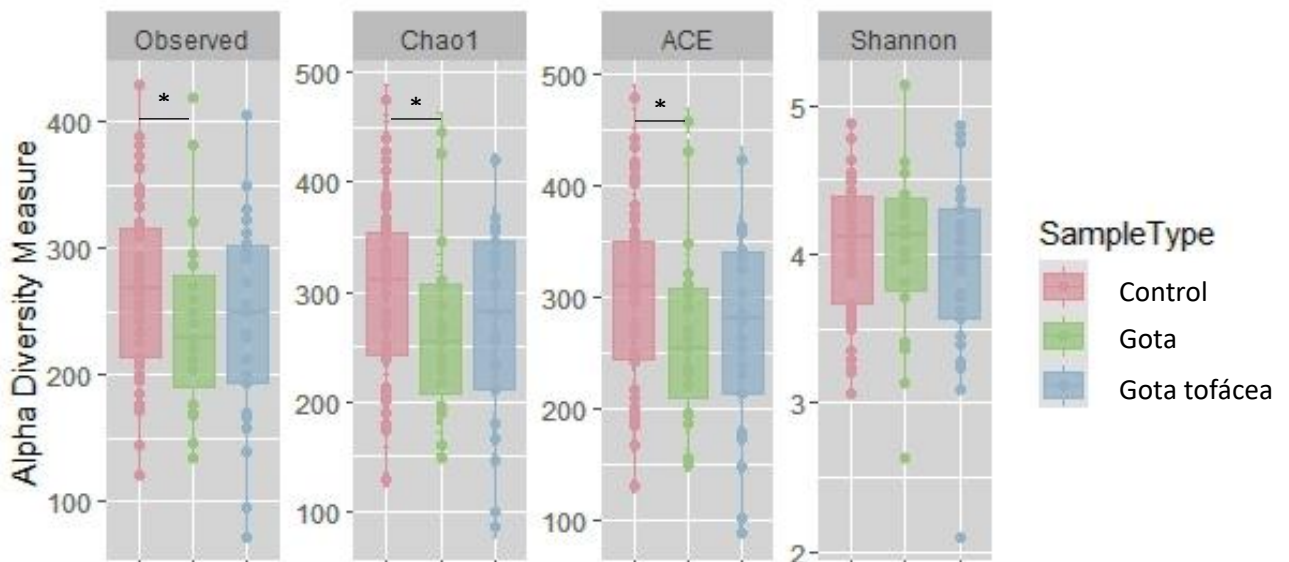 Observed
Chao1
ACE
Shannon
Alpha Diversity Measure
400
300
200
100
*
500
400
300
200
100
*
500
400
300
200
100
*
5
4
3
2
SampleType
Control
Gota
Gota tofácea